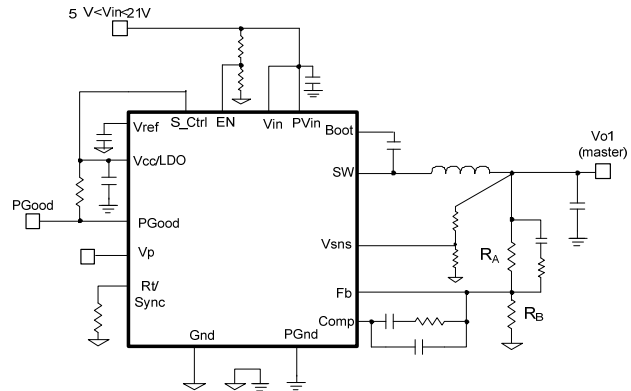 5 V<Vin<21V
S_Ctrl EN Vin PVin
Vref
Boot
Vo1
(master)
Vcc/LDO
SW
PGood
PGood
Vsns
Vp
RA
Rt/
Sync
Fb
RB
Comp
Gnd
PGnd